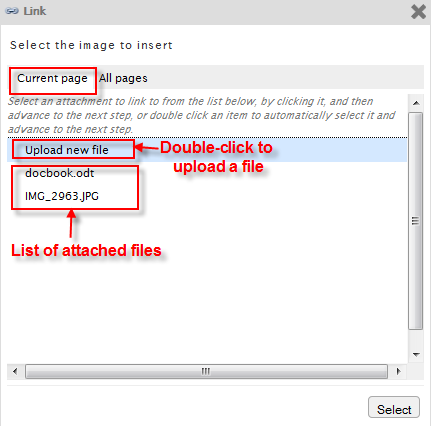 Link
Select the image to insert
Current page
All pages
Select an attachment to link to from the list below, by clicking it, and then
advance to the next step, or double click an item to automatically select it and
advance to the next step.
Upload new file
Double-click to
upload a file
docbook.odt
IMG_2963.JPG
List of attached files
Select